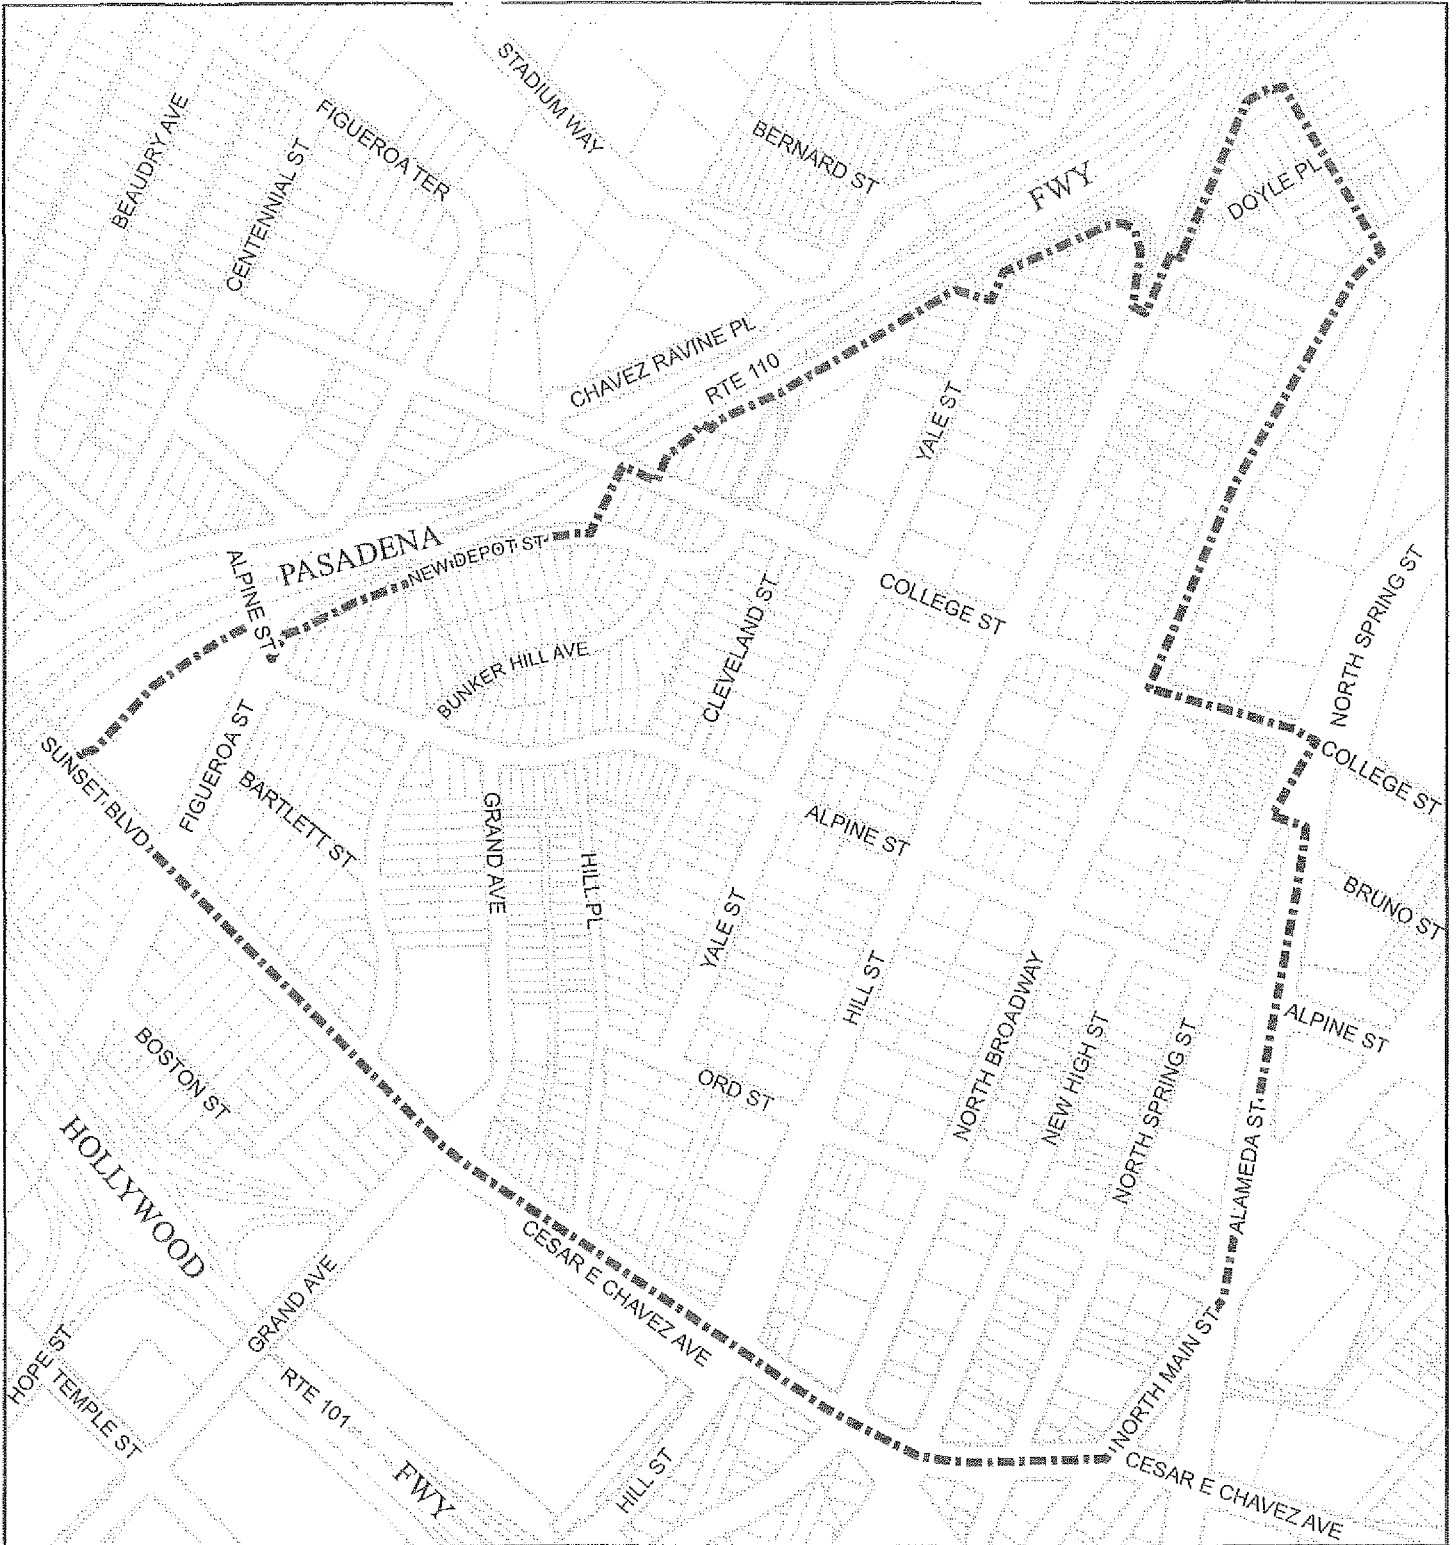 STADIUM WAY
BEAUDRY AVE
FIGUEROA TER
CENTENNIAL ST
BERNARD ST
FWY
DOYLE PL
CHAVEZ RAVINE PL
RTE 110
YALE ST
PASADENA
NEW DEPOT ST
ALPINE ST
COLLEGE ST
CLEVELAND ST
NORTH SPRING ST
BUNKER HILL AVE
FIGUEROA ST
SUNSET BLVD
BARTLETT ST
COLLEGE ST
GRAND AVE
HILL PL
ALPINE ST
BRUNO ST
YALE ST
HILL ST
NORTH BROADWAY
NEW HIGH ST
NORTH SPRING ST
ALPINE ST
BOSTON ST
ORD ST
ALAMEDA ST
HOLLYWOOD
CESAR E CHAVEZ AVE
GRAND AVE
NORTH MAIN ST
HOPE ST
TEMPLE ST
RTE 101
FWY
HILL ST
CESAR E CHAVEZ AVE